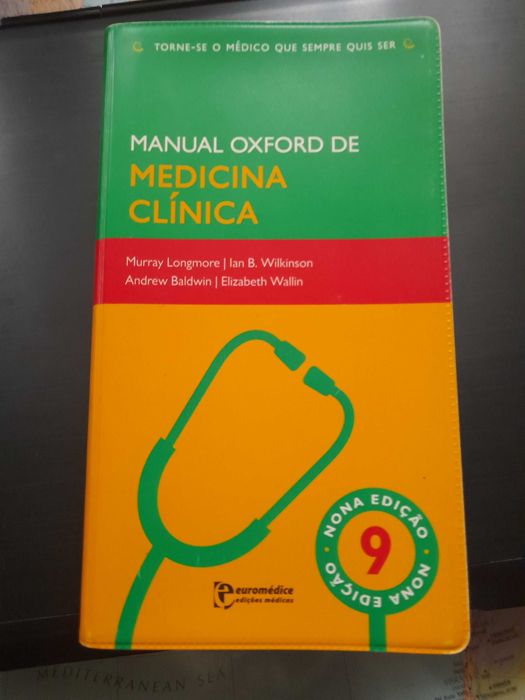 TORNE-SE O MÉDICO QUE SEMPRE QUIS SER
MANUAL OXFORD DE
MEDICINA
CLÍNICA
Murray Longmore | Ian B. Wilkinson
Andrew Baldwin | Elizabeth Wallin
NONA EDIÇÃO • NONA EDIÇÃO •
9
e euromédice
edições médicas
MEDITERRANEAN SEA